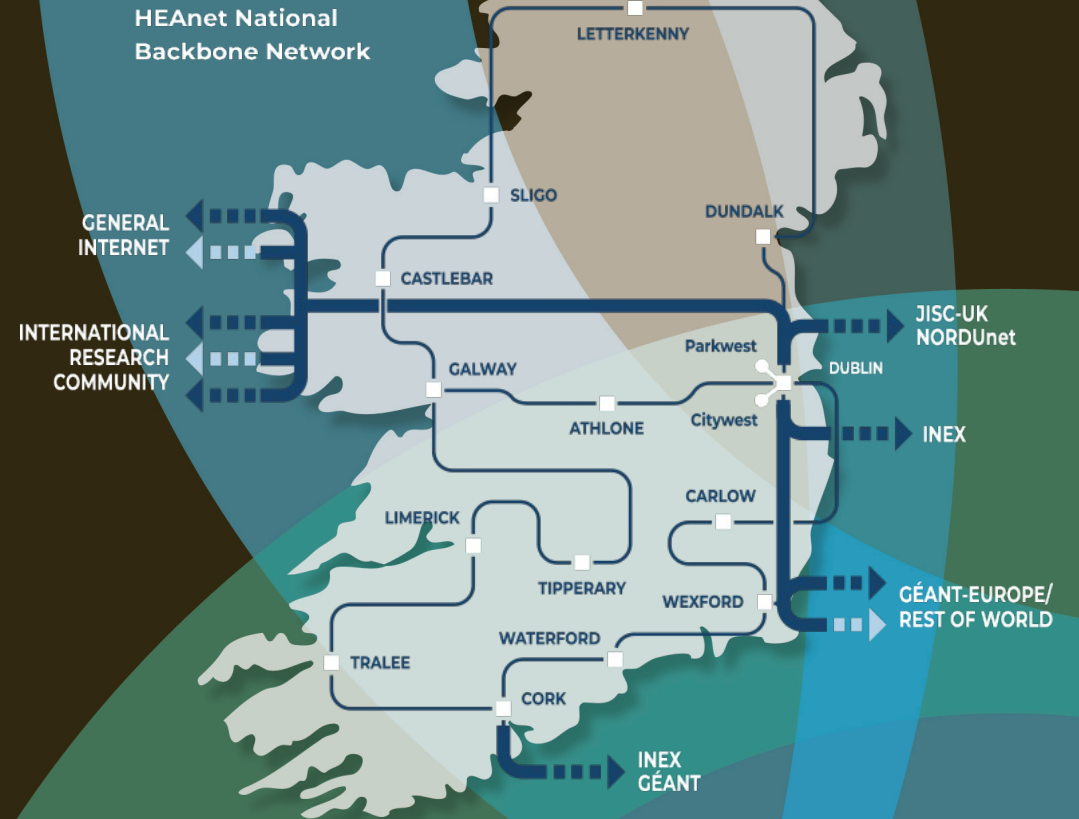 HEAnet National
Backbone Network
LETTERKENNY
SLIGO
DUNDALK
GENERAL
INTERNET
CASTLEBAR
INTERNATIONAL
RESEARCH
COMMUNITY
JISC-UK
NORDUnet
Parkwest
DUBLIN
GALWAY
ATHLONE
Citywest
INEX
CARLOW
LIMERICK
TIPPERARY
WEXFORD
GÉANT-EUROPE/
REST OF WORLD
WATERFORD
TRALEE
CORK
INEX
GÉANT